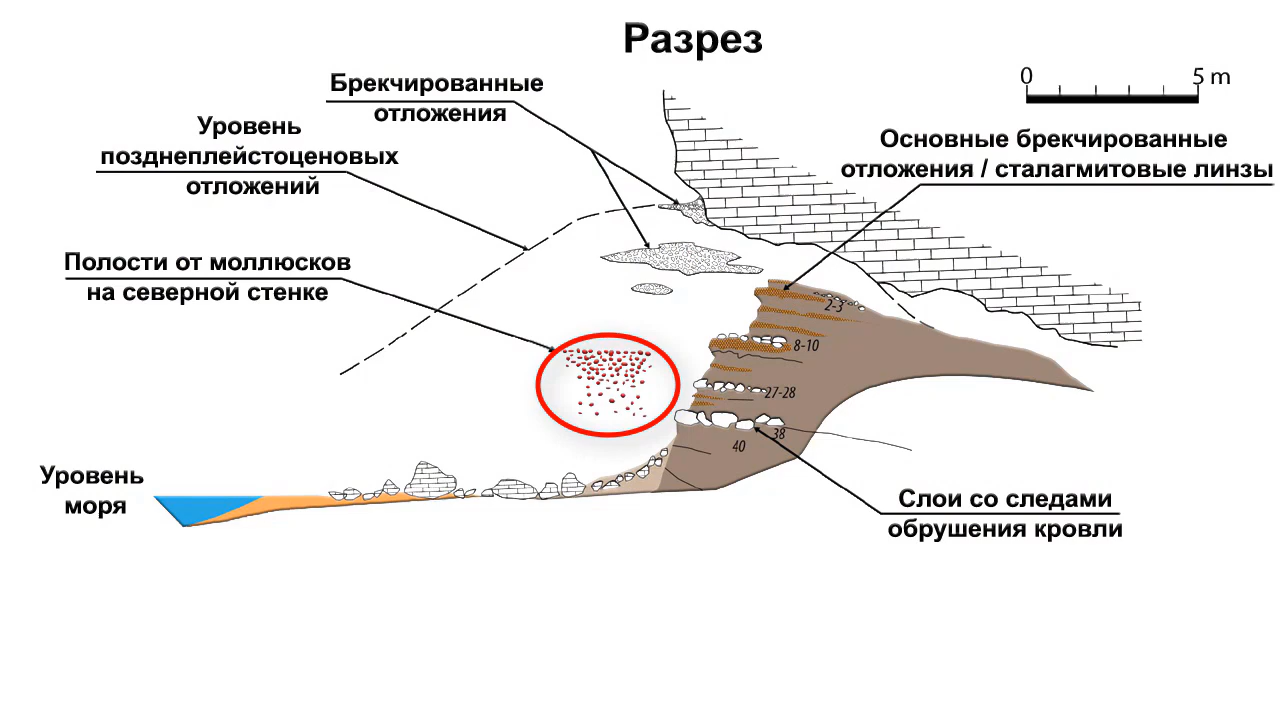 Разрез
0 5 m
Брекчированные
отложения
Уровень
позднеплейстоценовых
отложений
Основные брекчированные
отложения / сталагмитовые линзы
Полости от моллюсков
на северной стенке
2-3
8-10
27-28
38
40
Уровень
моря
Слои со следами
обрушения кровли